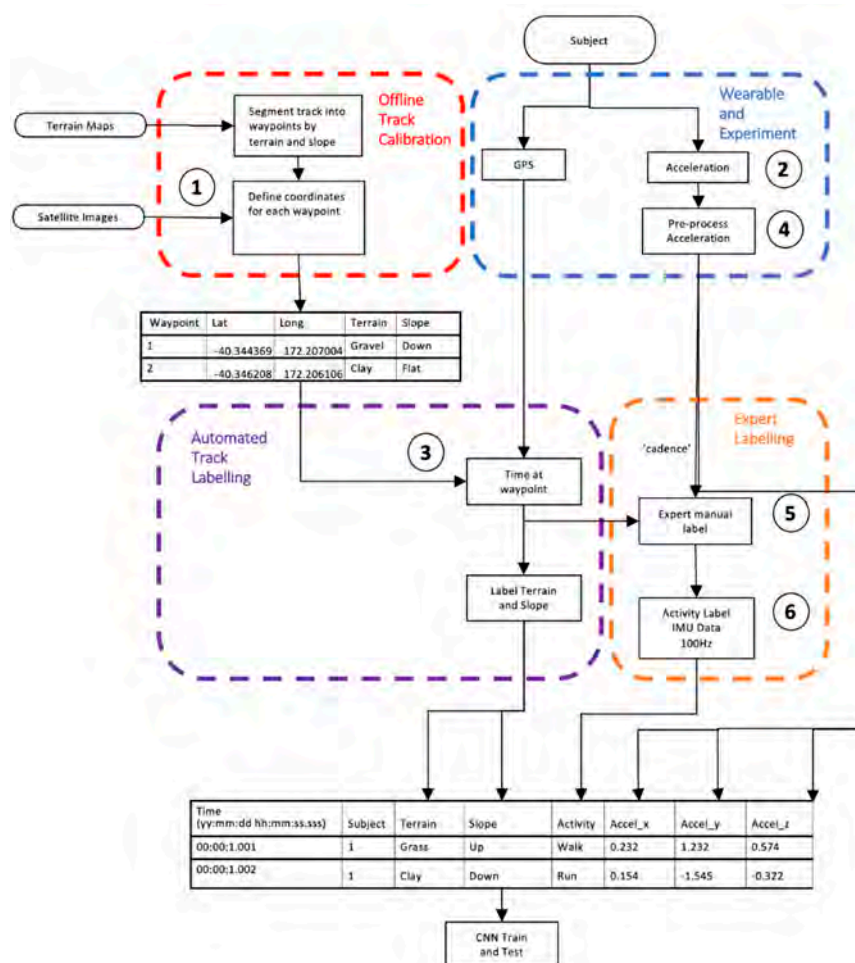 Subject
Offline
Track
Calibration
Wearable
and
Experiment
Terrain Maps
Segment track into
waypoints by
terrain and slope
GPS
Acceleration
2
1
Satellite Images
Define coordinates
for each waypoint
Pre-process
Acceleration
4
Waypoint Lat Long Terrain Slope
1 -40.344369 172.207004 Gravel Down
2 -40.346208 172.206106 Clay Flat
Automated
Track
Labelling
3
Time at
waypoint
Label Terrain
and Slope
Expert
Labelling
'cadence'
Expert manual
label
5
Activity Label
IMU Data
100Hz
6
Time
(yy:mm:dd hh:mm:ss.sss) Subject Terrain Slope Activity Accel_x Accel_y Accel_z
00:00:1.001 1 Grass Up Walk 0.232 1.232 0.574
00:00:1.002 1 Clay Down Run 0.154 -1.545 -0.322
CNN Train
and Test